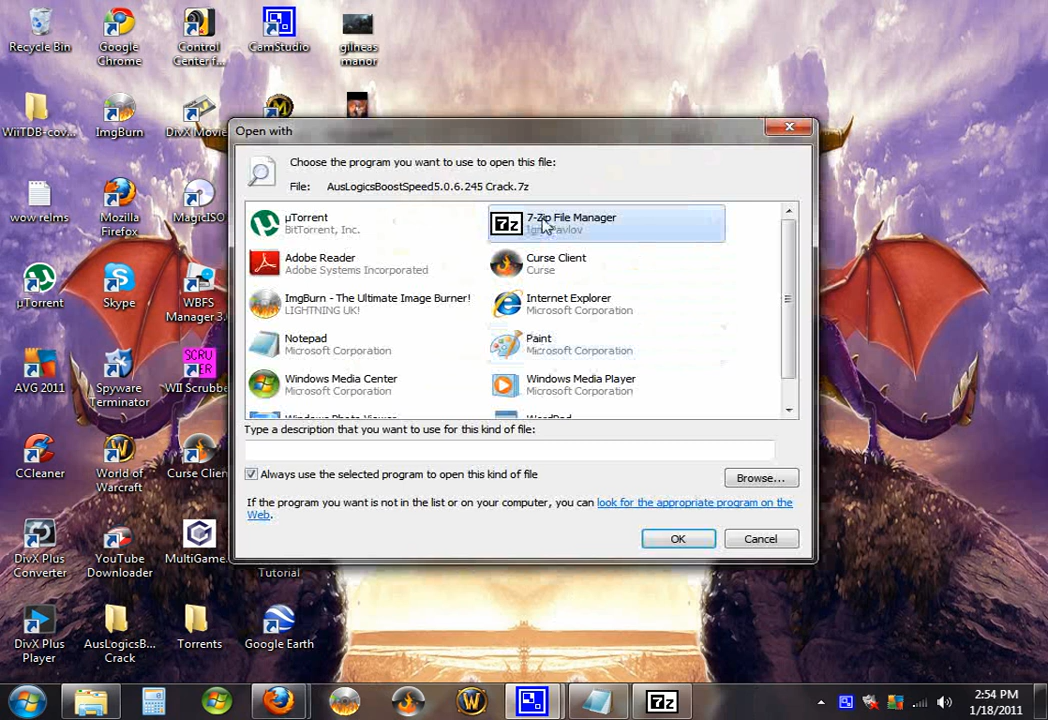 Recycle Bin
Google Chrome
Control Center f...
CamStudio
gilneas manor
WiiTDB-cov...
ImgBurn
DivX Movi
wow relms
Mozilla Firefox
MagicISO
µTorrent
Skype
WBFS Manager 3.
AVG 2011
Spyware Terminator
SCRU
BER
WII Scrubbe
CCleaner
World of Warcraft
Curse Clien
DivX Plus Converter
YouTube Downloader
MultiGame
Tutorial
DivX Plus Player
AusLogicsB... Crack
Torrents
Google Earth
Open with
Choose the program you want to use to open this file:
File: AusLogicsBoostSpeed5.0.6.245 Crack.7z
µTorrent
BitTorrent, Inc.
7-Zip File Manager
Igor Pavlov
Adobe Reader
Adobe Systems Incorporated
Curse Client
Curse
ImgBurn - The Ultimate Image Burner!
LIGHTNING UK!
Internet Explorer
Microsoft Corporation
Notepad
Microsoft Corporation
Paint
Microsoft Corporation
Windows Media Center
Microsoft Corporation
Windows Media Player
Microsoft Corporation
Windows Photo Viewer
WordPad
Type a description that you want to use for this kind of file:
Always use the selected program to open this kind of file
Browse...
If the program you want is not in the list or on your computer, you can look for the appropriate program on the
Web.
OK
Cancel
2:54 PM
1/18/2011